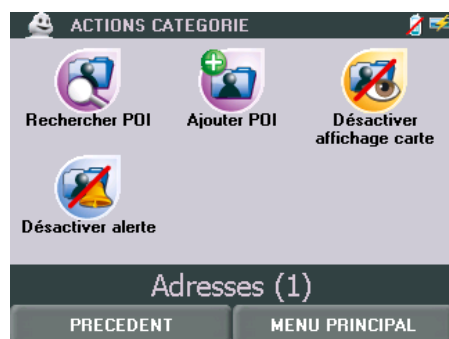 ACTIONS CATEGORIE
Rechercher POI
Ajouter POI
Désactiver
affichage carte
Désactiver alerte
Adresses (1)
PRECEDENT
MENU PRINCIPAL